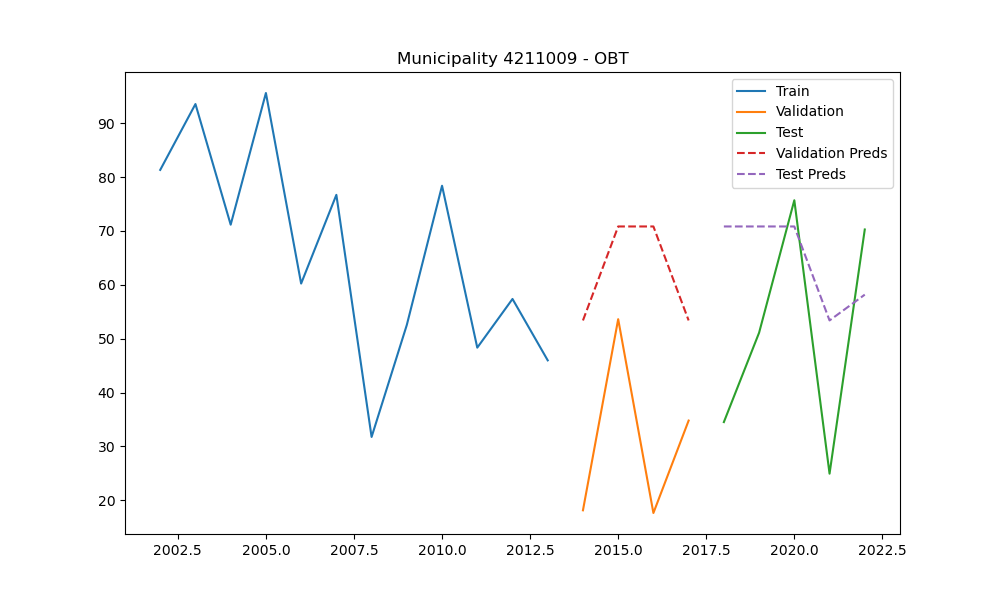 Municipality 4211009 - OBT
Train
Validation
Test
Validation Preds
Test Preds
90
80
70
60
50
40
30
20
2002.5 2005.0 2007.5 2010.0 2012.5 2015.0 2017.5 2020.0 2022.5